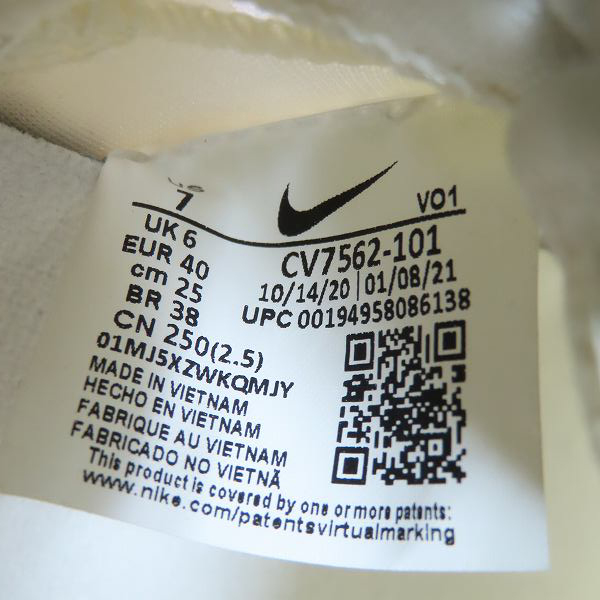 7
VO1
UK 6
EUR 40
cm 25
BR 38
CN 250(2.5)
CV7562-101
10/14/20 | 01/08/21
UPC 00194958086138
01MJ5XZWKQMJY
MADE IN VIETNAM
HECHO EN VIETNAM
FABRIQUE AU VIETNAM
FABRICADO NO VIETNÃ
This product is covered by one or more patents:
www.nike.com/patentsvirtualmarking